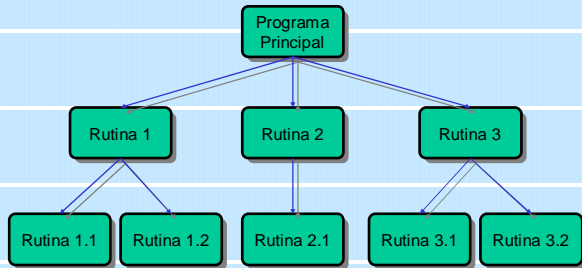 Programa
Principal
Rutina 1
Rutina 2
Rutina 3
Rutina 1.1
Rutina 1.2
Rutina 2.1
Rutina 3.1
Rutina 3.2